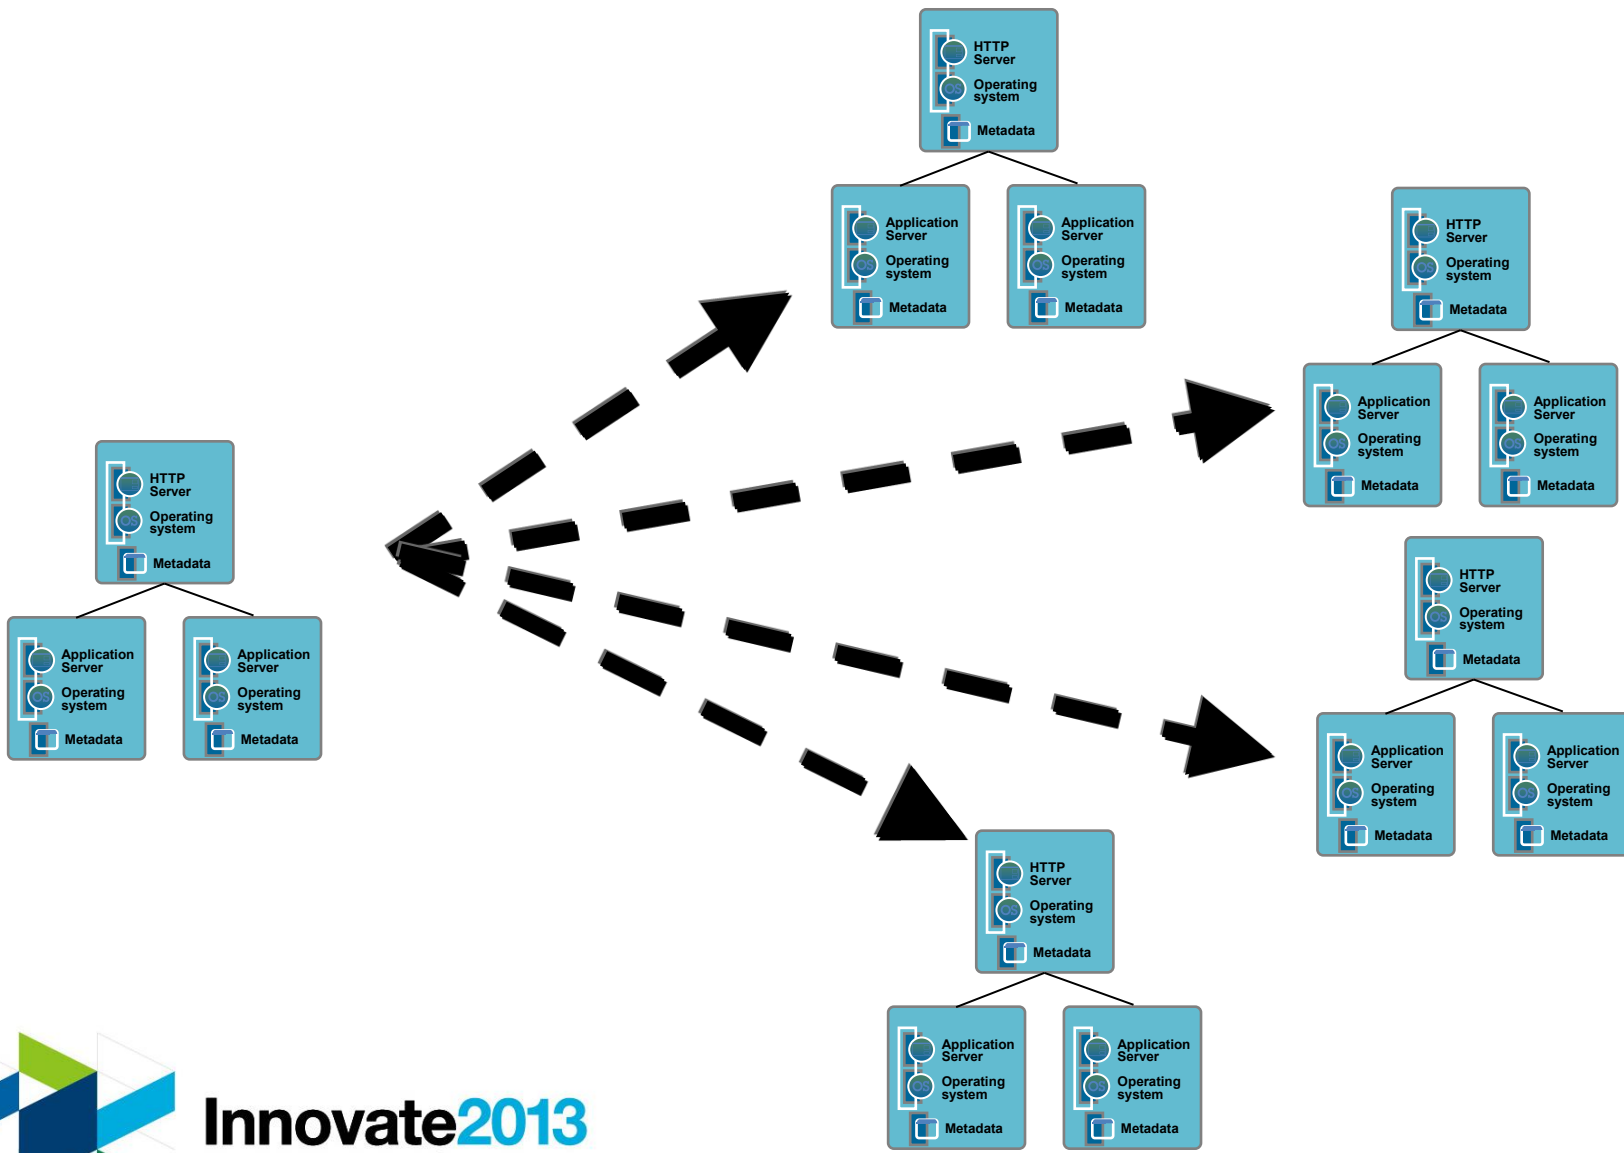 HTTP
Server
Operating
system
Metadata
Application
Server
Operating
system
Metadata
Application
Server
Operating
system
Metadata
HTTP
Server
Operating
system
Metadata
Application
Server
Operating
system
Metadata
Application
Server
Operating
system
Metadata
HTTP
Server
OS
Operating
system
Metadata
Application
Server
OS
Operating
system
Metadata
Application
Server
OS
Operating
system
Metadata
HTTP
Server
Operating
system
Metadata
Application
Server
Operating
system
Metadata
Application
Server
Operating
system
Metadata
HTTP
Server
Operating
system
Metadata
Application
Server
Operating
system
Metadata
Application
Server
Operating
system
Metadata
Innovate2013